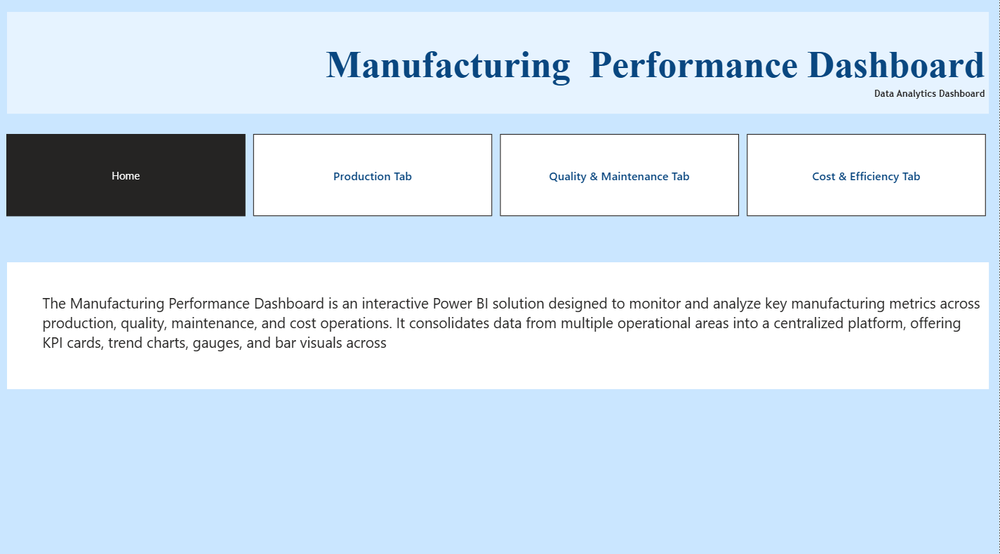 Manufacturing  Performance Dashboard
Data Analytics Dashboard
Home
Production Tab
Quality & Maintenance Tab
Cost & Efficiency Tab
The Manufacturing Performance Dashboard is an interactive Power BI solution designed to monitor and analyze key manufacturing metrics across
production, quality, maintenance, and cost operations. It consolidates data from multiple operational areas into a centralized platform, offering
KPI cards, trend charts, gauges, and bar visuals across